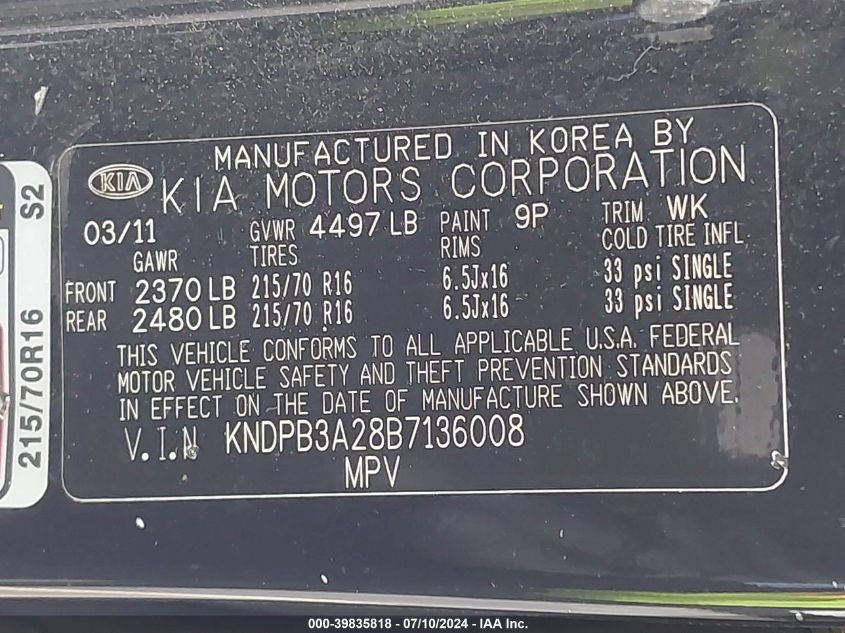 MANUFACTURED IN KOREA BY
KIA KIA MOTORS CORPORATION
03/11 GVWR 4497 LB PAINT 9P TRIM WK
GAWR TIRES RIMS COLD TIRE INFL
FRONT 2370 LB 215/70 R16 6.5Jx16 33 psi SINGLE
REAR 2480 LB 215/70 R16 6.5Jx16 33 psi SINGLE
THIS VEHICLE CONFORMS TO ALL APPLICABLE U.S.A. FEDERAL
MOTOR VEHICLE SAFETY AND THEFT PREVENTION STANDARDS
IN EFFECT ON THE DATE OF MANUFACTURE SHOWN ABOVE.
V.I.N KNDPB3A28B7136008
MPV
215/70R16 S2
000-39835818 - 07/10/2024 - IAA Inc.